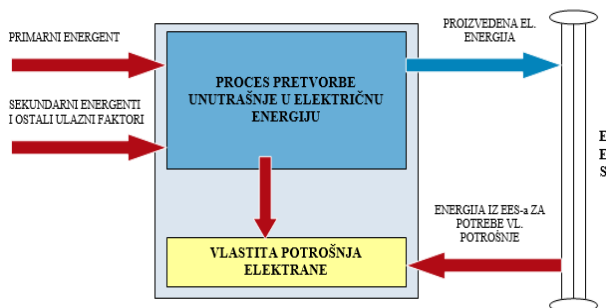 PRIMARNI ENERGENT
SEKUNDARNI ENERGENTI
I OSTALI ULAZNI FAKTORI
PROCES PRETVORBE
UNUTRAŠNJE U ELEKTRIČNU
ENERGIJU
VLASTITA POTROŠNJA
ELEKTRANE
PROIZVEDENA EL.
ENERGIJA
ENERGIJA IZ EES-a ZA
POTREBE VL.
POTROŠNJE
E
E
S